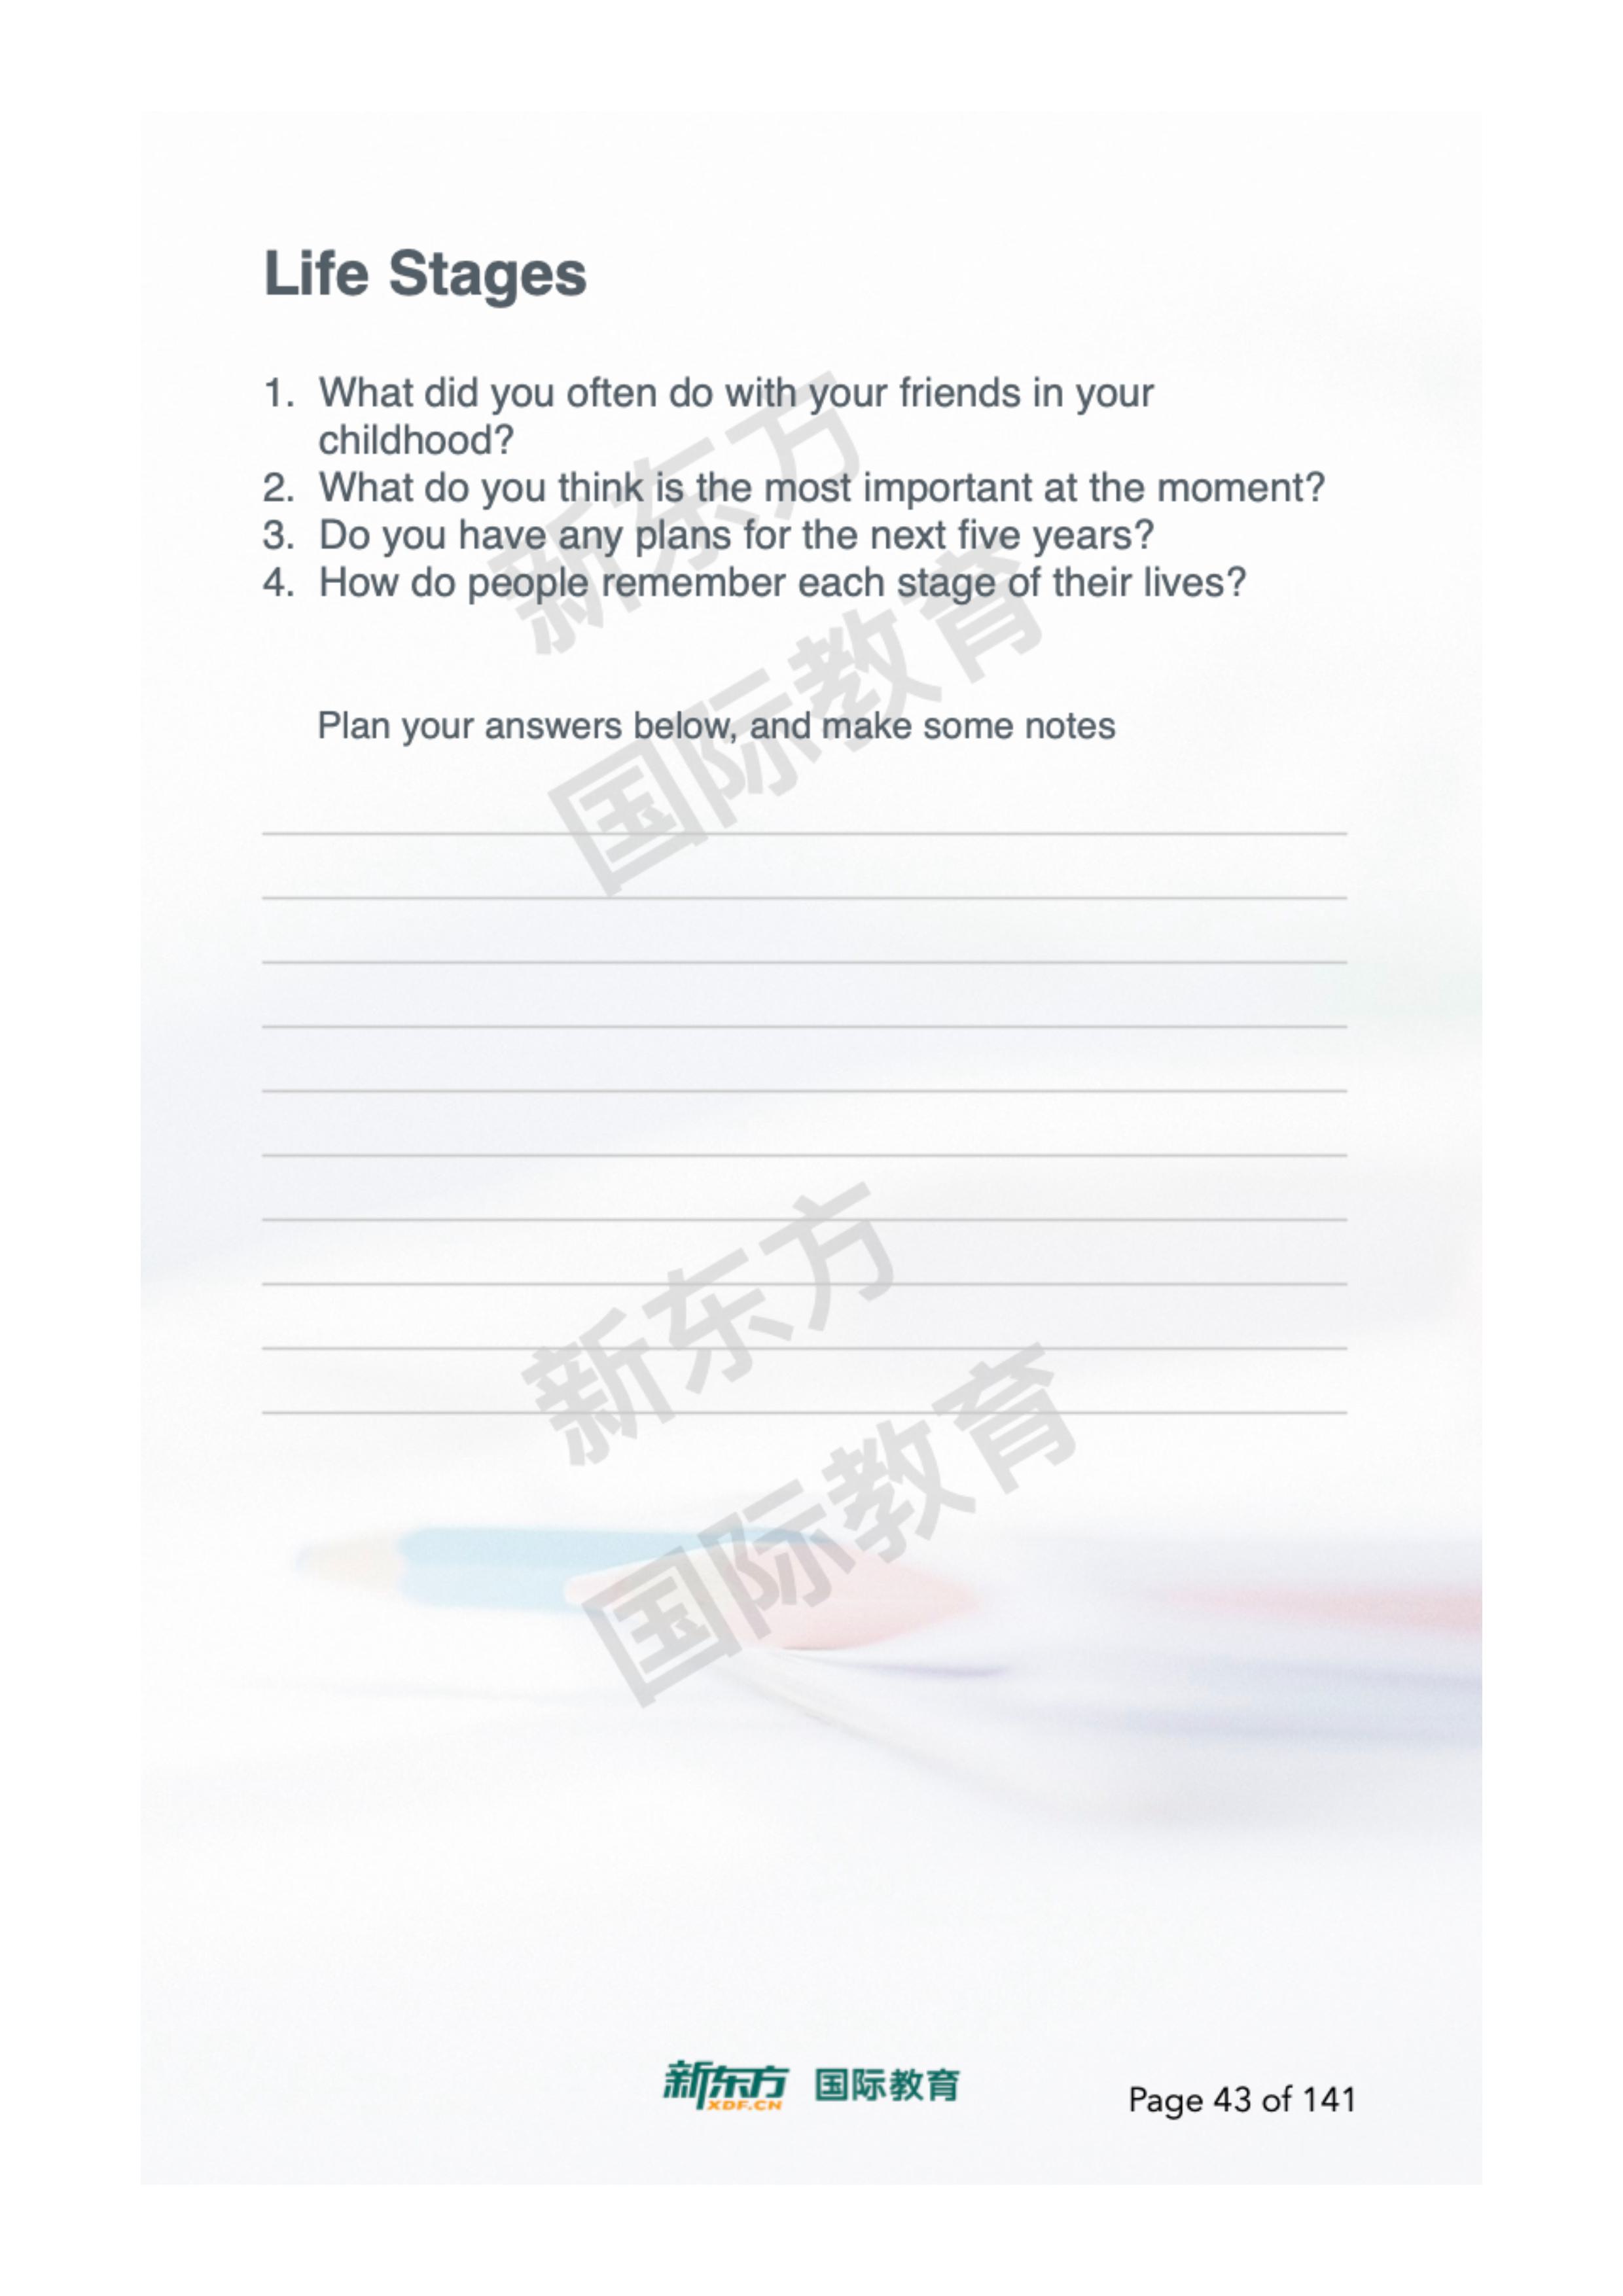 Life Stages
1. What did you often do with your friends in your
childhood?
2. What do you think is the most important at the moment?
3. Do you have any plans for the next five years?
4. How do people remember each stage of their lives?
Plan your answers below, and make some notes
新东方
国际教育
新东方
国际教育
新东方 国际教育
XDF.CN
Page 43 of 141